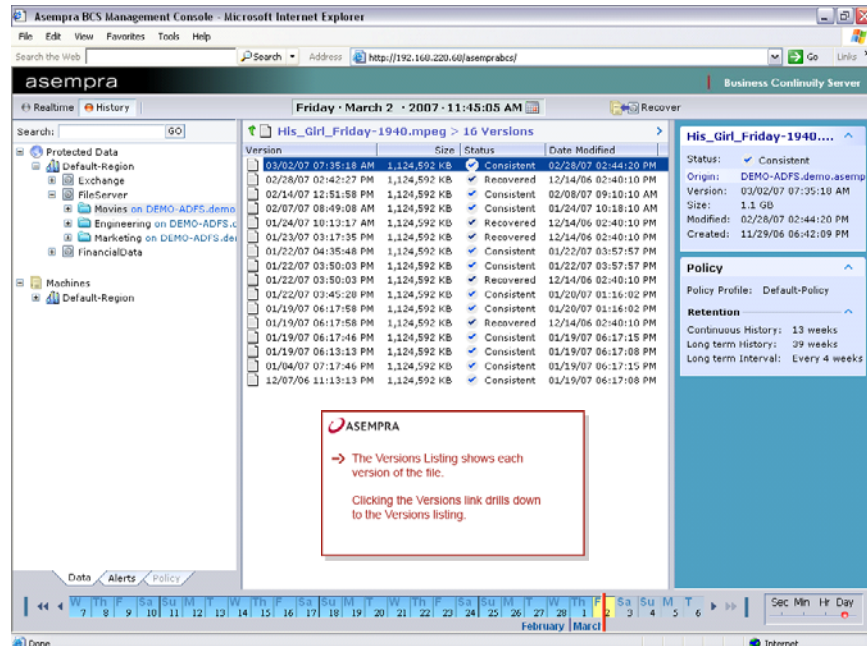 Asempra BCS Management Console - Microsoft Internet Explorer
File Edit View Favorites Tools Help
Search the Web Search Address http://192.168.220.60/asemprabcs/ Go Links
asempra Business Continuity Server
Realtime History Friday · March 2 · 2007 · 11:45:05 AM Recover
Search: GO
Protected Data
Default-Region
Exchange
FileServer
Movies on DEMO-ADFS.demo
Engineering on DEMO-ADFS.
Marketing on DEMO-ADFS.
FinancialData
Machines
Default-Region
Data Alerts Policy
His_Girl_Friday-1940.mpeg > 16 Versions
Version Size Status Date Modified
03/02/07 07:35:18 AM 1,124,592 KB Consistent 02/28/07 02:44:20 PM
02/28/07 02:42:27 PM 1,124,592 KB Recovered 12/14/06 02:40:10 PM
02/14/07 12:51:58 PM 1,124,592 KB Consistent 02/08/07 09:10:10 AM
02/07/07 08:49:08 AM 1,124,592 KB Consistent 01/24/07 10:18:10 AM
01/24/07 10:13:17 AM 1,124,592 KB Recovered 12/14/06 02:40:10 PM
01/23/07 03:17:35 PM 1,124,592 KB Recovered 12/14/06 02:40:10 PM
01/22/07 04:35:48 PM 1,124,592 KB Consistent 01/22/07 03:57:57 PM
01/22/07 03:50:03 PM 1,124,592 KB Consistent 01/22/07 03:57:57 PM
01/22/07 03:50:03 PM 1,124,592 KB Recovered 12/14/06 02:40:10 PM
01/22/07 03:45:28 PM 1,124,592 KB Consistent 01/20/07 01:16:02 PM
01/19/07 06:17:58 PM 1,124,592 KB Consistent 01/20/07 01:16:02 PM
01/19/07 06:17:58 PM 1,124,592 KB Recovered 12/14/06 02:40:10 PM
01/19/07 06:17:46 PM 1,124,592 KB Consistent 01/19/07 06:17:15 PM
01/19/07 06:13:13 PM 1,124,592 KB Consistent 01/19/07 06:17:08 PM
01/04/07 07:17:46 PM 1,124,592 KB Consistent 01/19/07 06:17:15 PM
12/07/06 11:13:13 PM 1,124,592 KB Consistent 01/19/07 06:17:08 PM
ASEMPRA
The Versions Listing shows each
version of the file.
Clicking the Versions link drills down
to the Versions listing.
His_Girl_Friday-1940....
Status: Consistent
Origin: DEMO-ADFS.demo.asemp
Version: 03/02/07 07:35:18 AM
Size: 1.1 GB
Modified: 02/28/07 02:44:20 PM
Created: 11/29/06 06:42:09 PM
Policy
Policy Profile: Default-Policy
Retention
Continuous History: 13 weeks
Long term History: 39 weeks
Long term Interval: Every 4 weeks
W Th F Sa Su M T W Th F Sa Su M T W Th F Sa Su M T W Th F Sa Su M T
7 8 9 10 11 12 13 14 15 16 17 18 19 20 21 22 23 24 25 26 27 28 1 2 3 4 5 6
February March
Sec Min Hr Day
Done Internet